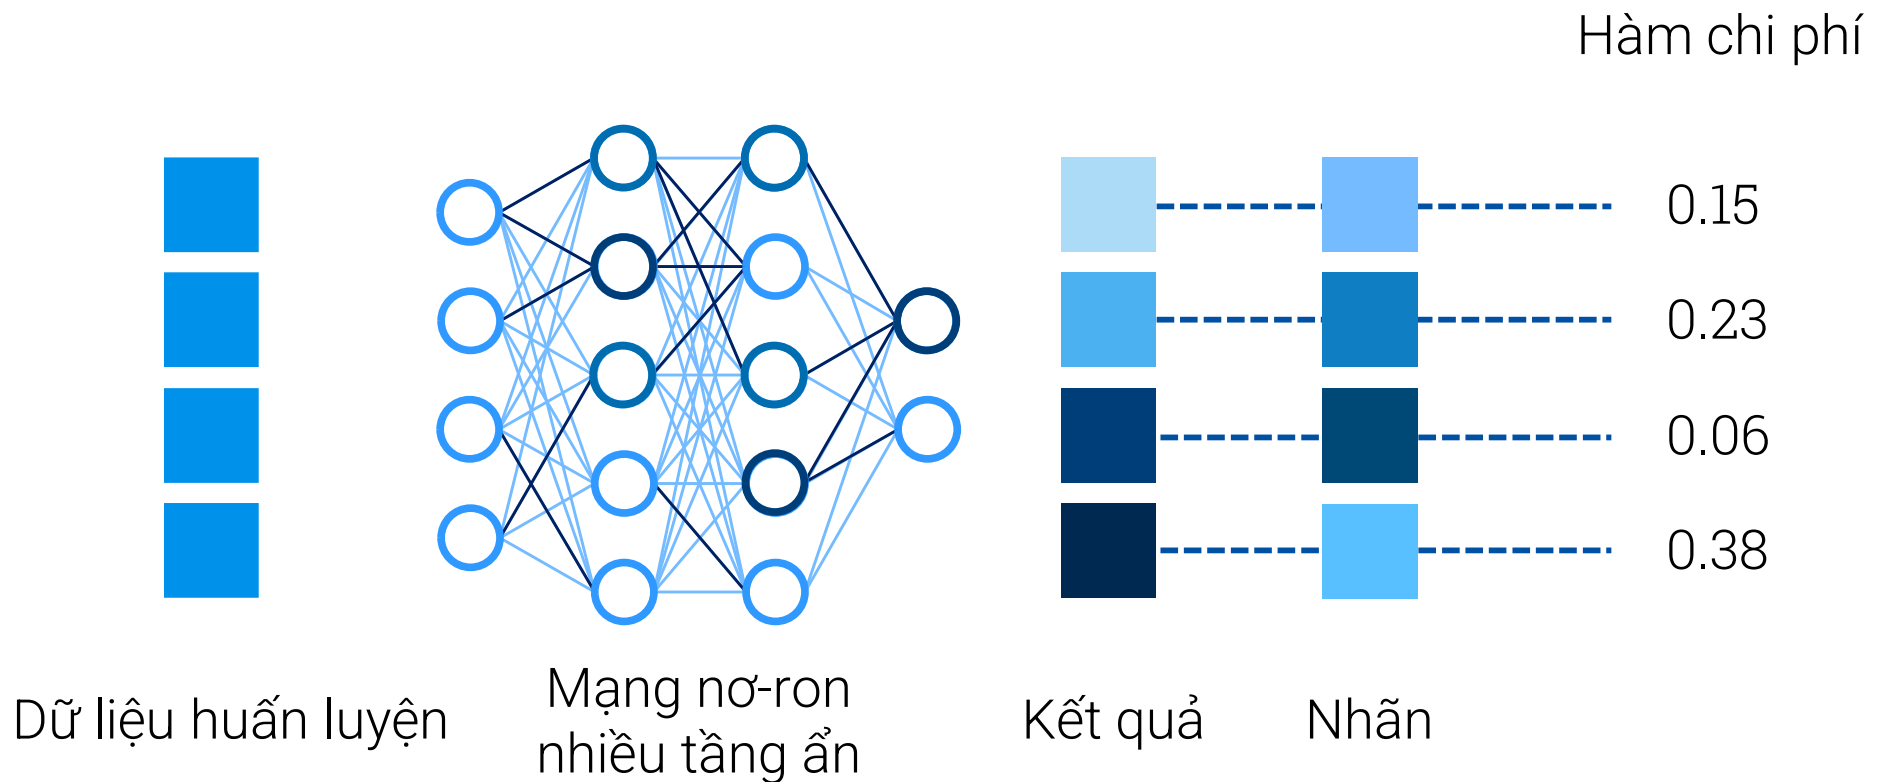 Hàm chi phí
0.15
0.23
0.06
0.38
Dữ liệu huấn luyện
Mạng nơ-ron
nhiều tầng ẩn
Kết quả
Nhãn